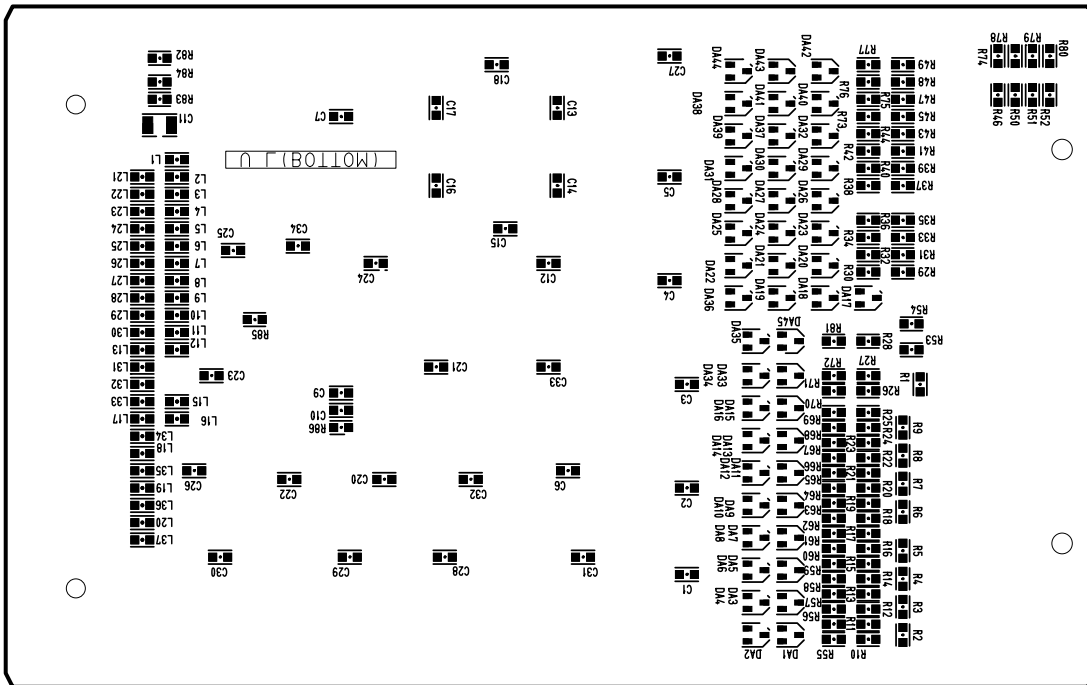 R82
R84
R83
C11
L1
L21 L2
L22 L3
L23 L4
L24 L5
L25 L6
L26 L7
L27 L8
L28 L9
L29 L10
L30 L11
L13 L12
L31
L32
L33 L15
L17 L16
L34
L18
L35
L19
L36
L20
L37
U L(BOTTOM)
C7
C18
C17
C13
C16
C14
C25
C34
C24
C15
C12
R85
C23
C9
C10
R86
C21
C33
C26
C22
C20
C32
C6
C30
C29
C28
C31
C27
C5
C4
C3
C2
C1
DA44 DA43 DA42
DA38 DA41 DA40
DA39 DA37 DA32
DA31 DA30 DA29
DA28 DA27 DA26
DA25 DA24 DA23
DA22 DA21 DA20
DA36 DA19 DA18 DA17
DA35 DA45
DA34 DA33
DA16 DA15
DA14 DA13
DA12 DA11
DA10 DA9
DA8 DA7
DA6 DA5
DA4 DA3
DA2 DA1
R77 R49
R76 R48
R75 R47
R73 R45
R44 R43
R42 R41
R40 R39
R38 R37
R36 R35
R34 R33
R32 R31
R30 R29
R81 R28
R54
R53
R72 R27
R71 R26
R1
R70
R69 R25
R68 R24
R67 R23
R66 R22
R65 R21
R64 R20
R63 R19
R62 R18
R61 R17
R60 R16
R59 R15
R58 R14
R57 R13
R56 R12
R11
R55 R10
R9
R8
R7
R6
R5
R4
R3
R2
R74 R78 R79 R80
R46 R50 R51 R52